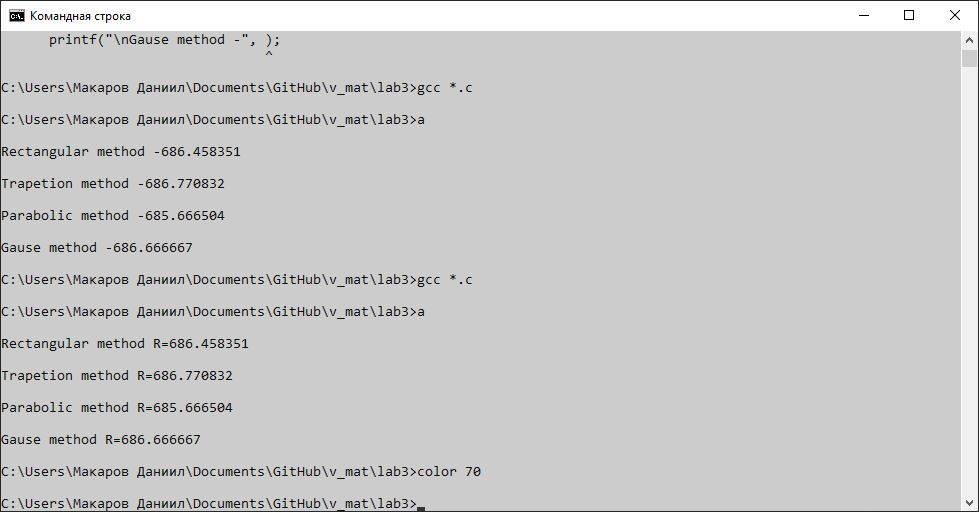 Командная строка
printf("\nGause method -", );
^
C:\Users\Макаров Даниил\Documents\GitHub\v_mat\lab3>gcc *.c
C:\Users\Макаров Даниил\Documents\GitHub\v_mat\lab3>a
Rectangular method -686.458351
Trapetion method -686.770832
Parabolic method -685.666504
Gause method -686.666667
C:\Users\Макаров Даниил\Documents\GitHub\v_mat\lab3>gcc *.c
C:\Users\Макаров Даниил\Documents\GitHub\v_mat\lab3>a
Rectangular method R=686.458351
Trapetion method R=686.770832
Parabolic method R=685.666504
Gause method R=686.666667
C:\Users\Макаров Даниил\Documents\GitHub\v_mat\lab3>color 70
C:\Users\Макаров Даниил\Documents\GitHub\v_mat\lab3>